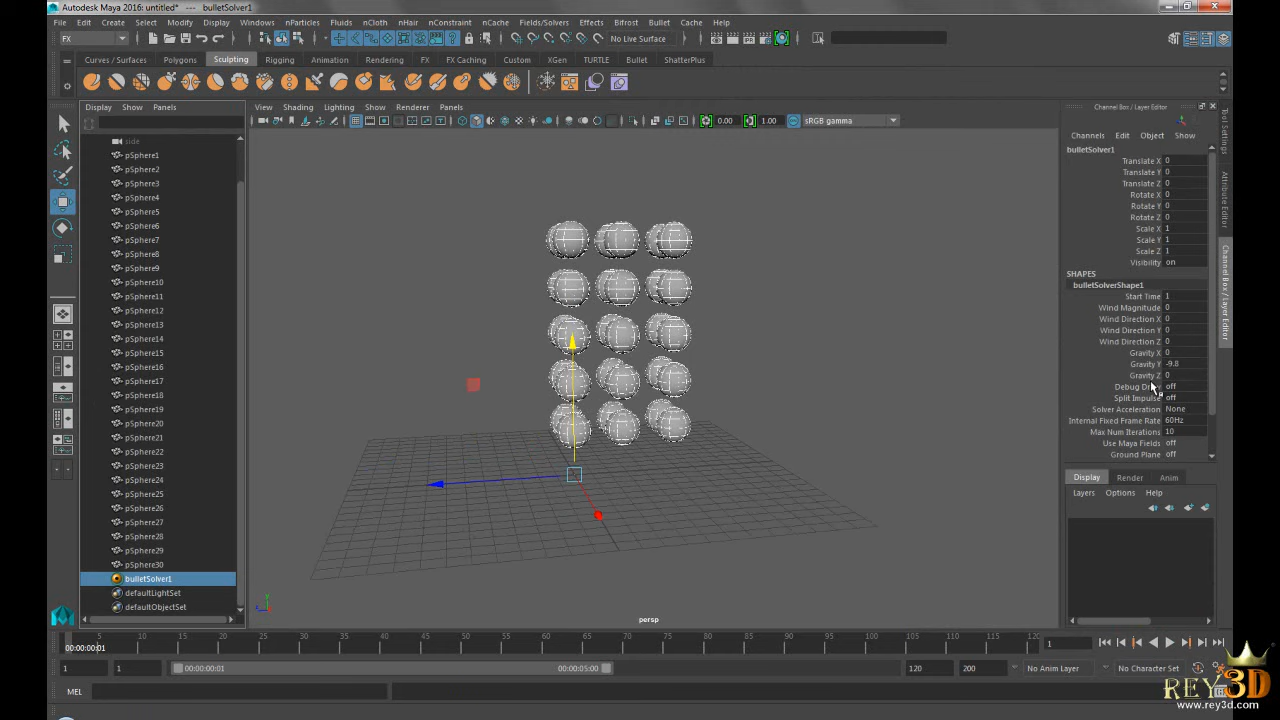 Autodesk Maya 2016: untitled* --- bulletSolver1
File Edit Create Select Modify Display Windows nParticles Fluids nCloth nHair nConstraint nCache Fields/Solvers Effects Bifrost Bullet Cache Help
FX No Live Surface
Curves / Surfaces Polygons Sculpting Rigging Animation Rendering FX FX Caching Custom XGen TURTLE Bullet ShatterPlus
Display Show Panels
View Shading Lighting Show Renderer Panels
0.00 1.00 sRGB gamma
side
pSphere1
pSphere2
pSphere3
pSphere4
pSphere5
pSphere6
pSphere7
pSphere8
pSphere9
pSphere10
pSphere11
pSphere12
pSphere13
pSphere14
pSphere15
pSphere16
pSphere17
pSphere18
pSphere19
pSphere20
pSphere21
pSphere22
pSphere23
pSphere24
pSphere25
pSphere26
pSphere27
pSphere28
pSphere29
pSphere30
bulletSolver1
defaultLightSet
defaultObjectSet
persp
Channel Box / Layer Editor
Channels Edit Object Show
bulletSolver1
Translate X 0
Translate Y 0
Translate Z 0
Rotate X 0
Rotate Y 0
Rotate Z 0
Scale X 1
Scale Y 1
Scale Z 1
Visibility on
SHAPES
bulletSolverShape1
Start Time 1
Wind Magnitude 0
Wind Direction X 0
Wind Direction Y 0
Wind Direction Z 0
Gravity X 0
Gravity Y -9.8
Gravity Z 0
Debug Draw off
Split Impulse off
Solver Acceleration None
Internal Fixed Frame Rate 60Hz
Max Num Iterations 10
Use Maya Fields off
Ground Plane off
Display Render Anim
Layers Options Help
Tool Settings
Attribute Editor
Channel Box / Layer Editor
5 10 15 20 25 30 35 40 45 50 55 60 65 70 75 80 85 90 95 100 105 110 115 120
00:00:00:01 1
1 1 00:00:00:01 00:00:05:00 120 200 No Anim Layer No Character Set
MEL
REY3D
www.rey3d.com